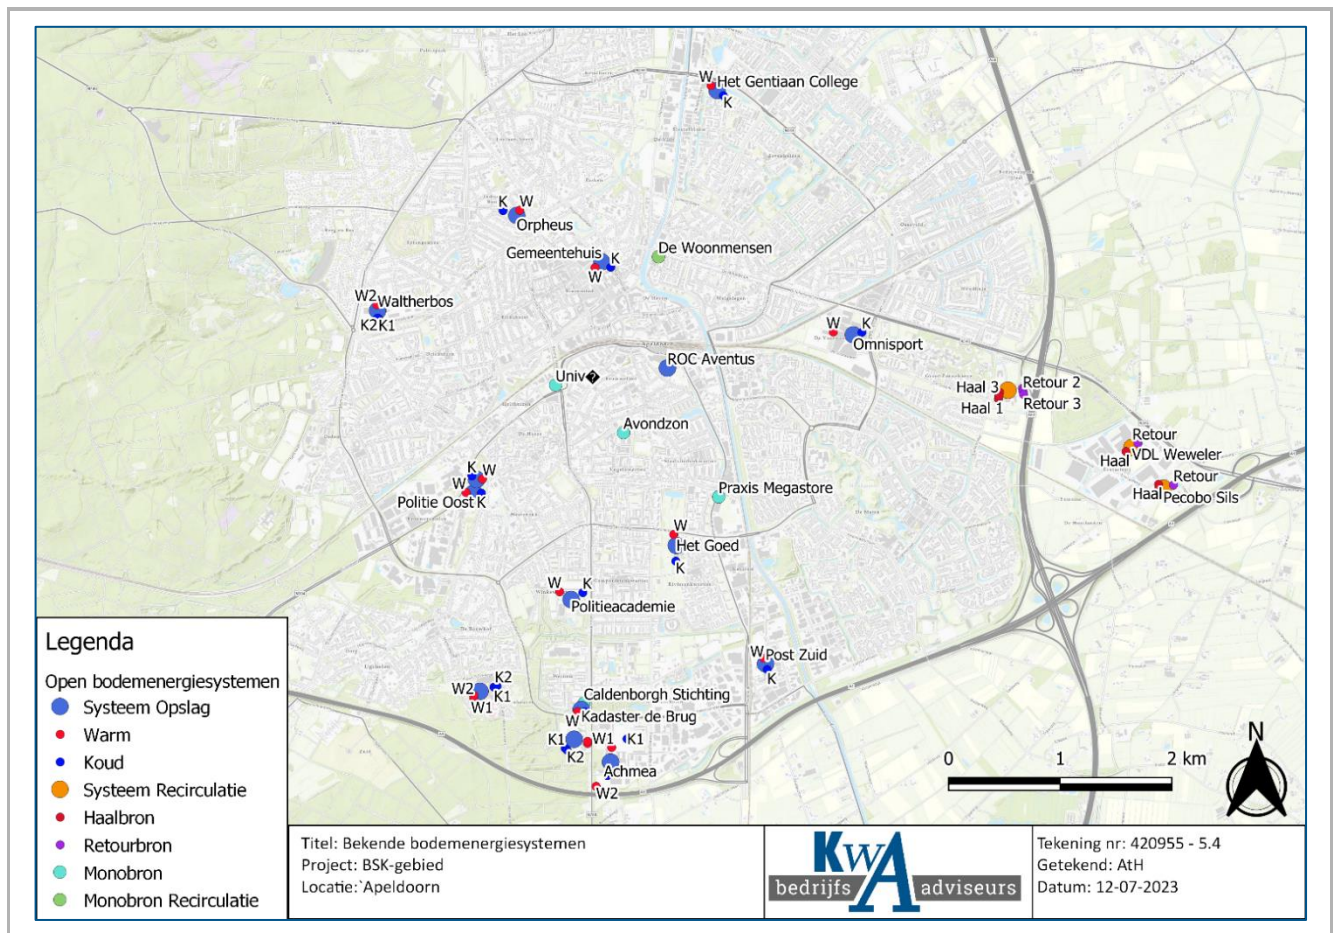 W
Het Gentiaan College
K
K W
Orpheus
Gemeentehuis K
W
De Woonmensen
W2
Waltherbos
K2 K1
W K
Omnisport
ROC Aventus
Univ�
Haal 3 Retour 2
Haal 1 Retour 3
Avondzon
Retour
VDL Weweler
Haal
K W
W
Politie Oost K
Retour
Haal Pecobo Sils
Praxis Megastore
W
Het Goed
K
W K
Politieacademie
W Post Zuid
K
K2
W2 K1
W1
Caldenborgh Stichting
W Kadaster de Brug
K1 W1 K1
K2
Achmea
W2
N
0 1 2 km
Legenda
Open bodemenergiesystemen
Systeem Opslag
Warm
Koud
Systeem Recirculatie
Haalbron
Retourbron
Monobron
Monobron Recirculatie
Titel: Bekende bodemenergiesystemen
Project: BSK-gebied
Locatie:`Apeldoorn
KWA
bedrijfs adviseurs
Tekening nr: 420955 - 5.4
Getekend: AtH
Datum: 12-07-2023